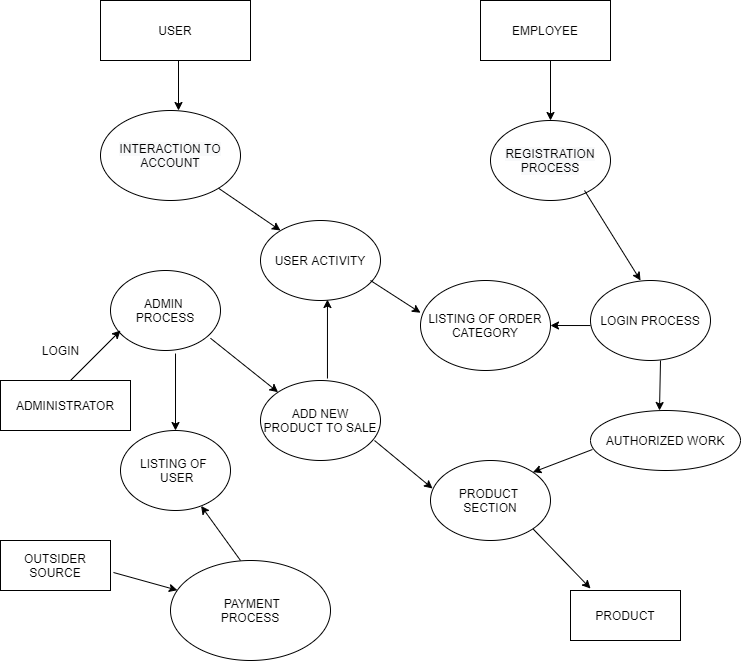 USER
EMPLOYEE
INTERACTION TO
ACCOUNT
REGISTRATION
PROCESS
USER ACTIVITY
ADMIN
PROCESS
LISTING OF ORDER
CATEGORY
LOGIN PROCESS
LOGIN
ADMINISTRATOR
ADD NEW
PRODUCT TO SALE
AUTHORIZED WORK
LISTING OF
USER
PRODUCT
SECTION
OUTSIDER
SOURCE
PAYMENT
PROCESS
PRODUCT